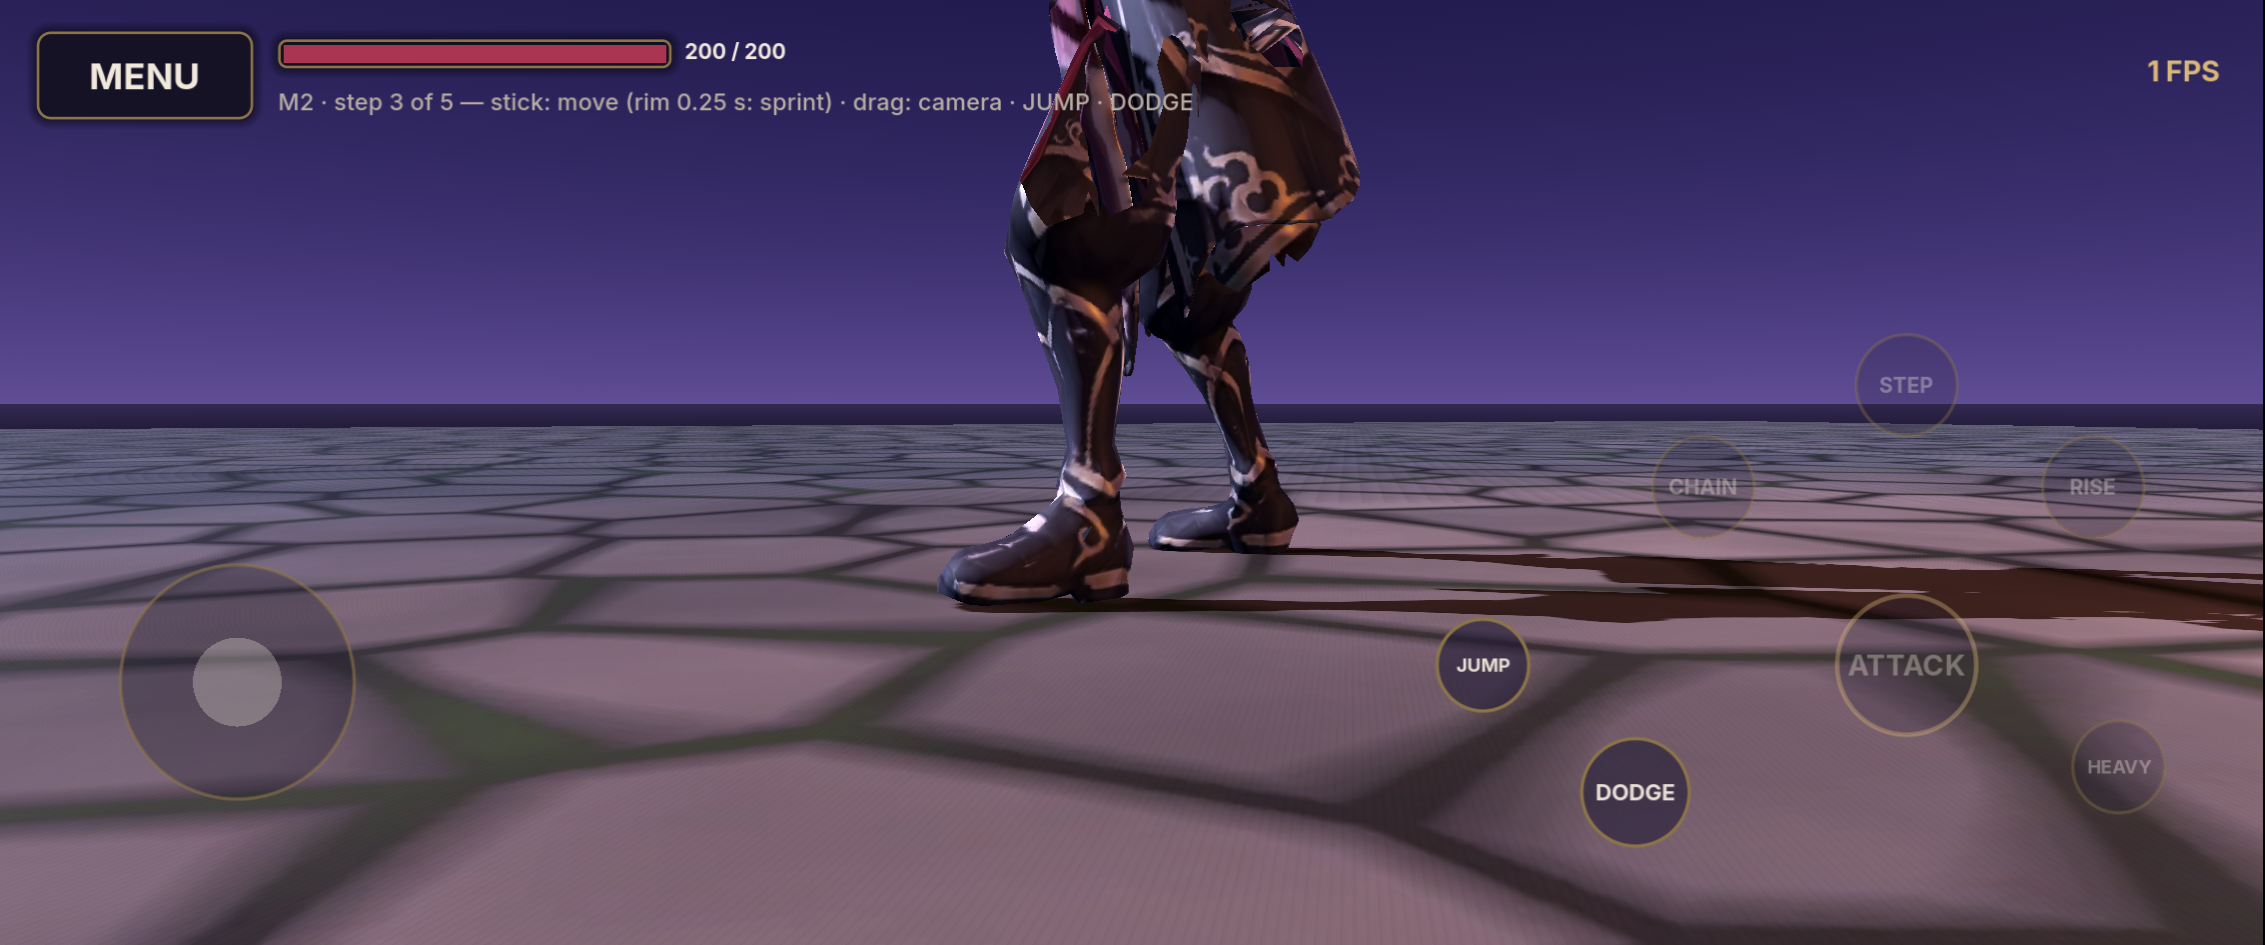 MENU
200 / 200
1 FPS
M2 · step 3 of 5 — stick: move (rim 0.25 s: sprint) · drag: camera · JUMP · DODGE
STEP
CHAIN
RISE
JUMP
ATTACK
HEAVY
DODGE